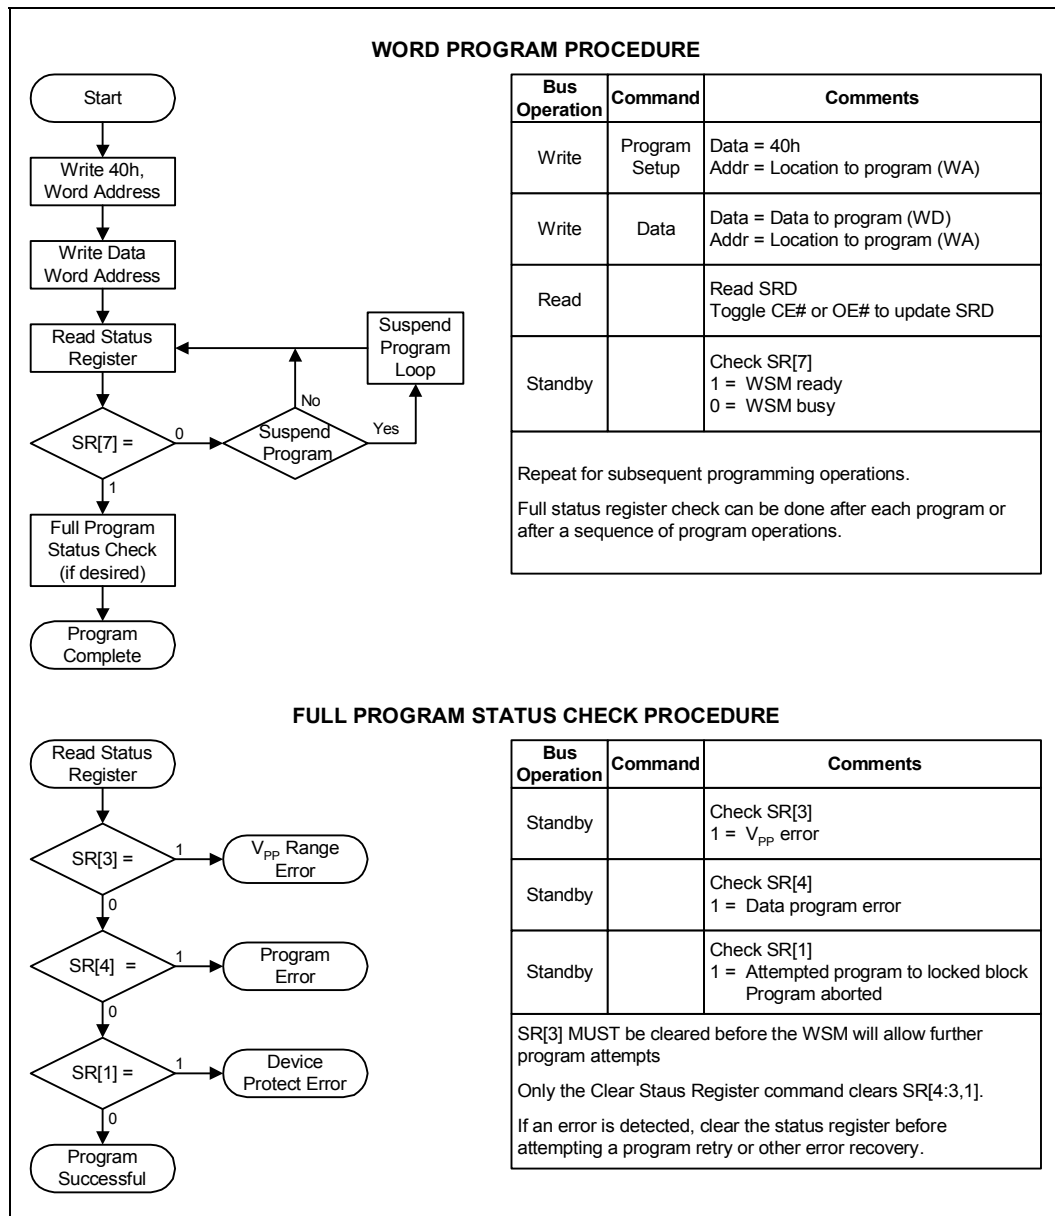 WORD PROGRAM PROCEDURE
Start
Write 40h,
Word Address
Write Data
Word Address
Read Status
Register
Suspend
Program
Loop
No
SR[7] =
0
Suspend
Program
Yes
1
Full Program
Status Check
(if desired)
Program
Complete
Bus
Operation
Command
Comments
Write
Program
Setup
Data = 40h
Addr = Location to program (WA)
Write
Data
Data = Data to program (WD)
Addr = Location to program (WA)
Read
Read SRD
Toggle CE# or OE# to update SRD
Standby
Check SR[7]
1 = WSM ready
0 = WSM busy
Repeat for subsequent programming operations.
Full status register check can be done after each program or
after a sequence of program operations.
FULL PROGRAM STATUS CHECK PROCEDURE
Read Status
Register
SR[3] =
1
VPP Range
Error
0
SR[4] =
1
Program
Error
0
SR[1] =
1
Device
Protect Error
0
Program
Successful
Bus
Operation
Command
Comments
Standby
Check SR[3]
1 = VPP error
Standby
Check SR[4]
1 = Data program error
Standby
Check SR[1]
1 = Attempted program to locked block
Program aborted
SR[3] MUST be cleared before the WSM will allow further
program attempts
Only the Clear Staus Register command clears SR[4:3,1].
If an error is detected, clear the status register before
attempting a program retry or other error recovery.